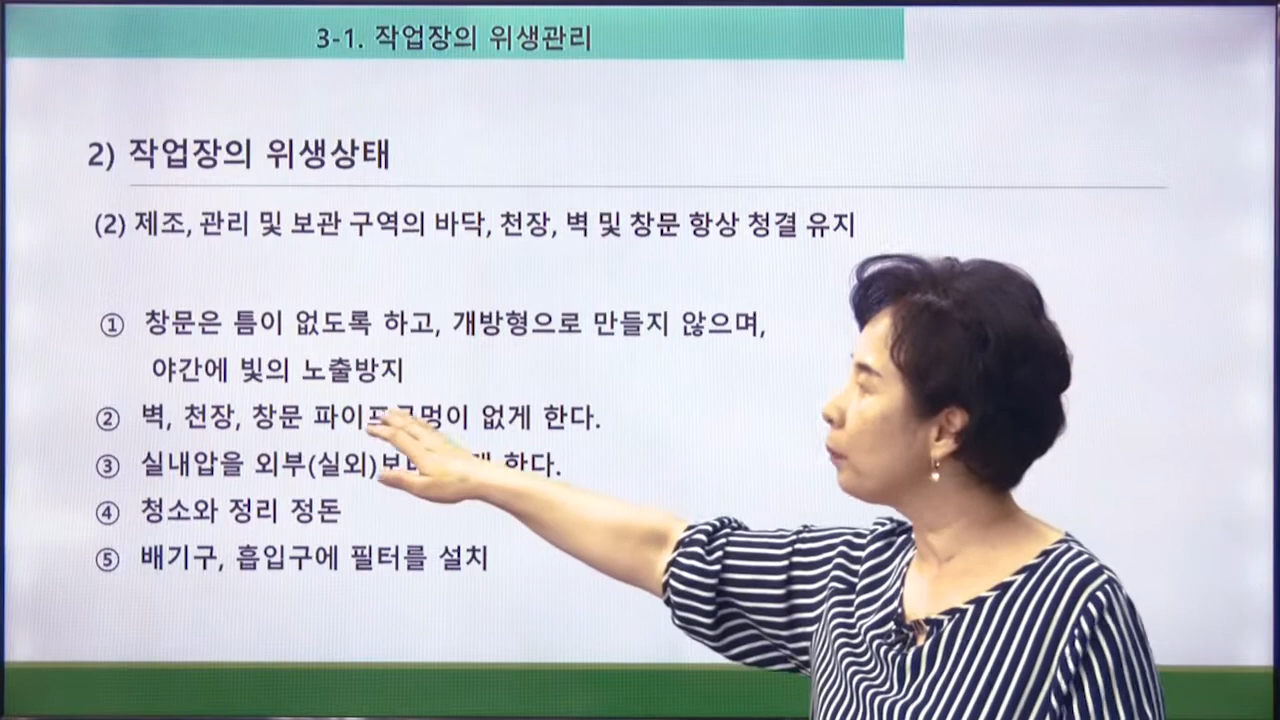 3-1. 작업장의 위생관리
2) 작업장의 위생상태
(2) 제조, 관리 및 보관 구역의 바닥, 천장, 벽 및 창문 항상 청결 유지
① 창문은 틈이 없도록 하고, 개방형으로 만들지 않으며,
야간에 빛의 노출방지
② 벽, 천장, 창문 없게 한다.
③ 실내압을 외부(실외) 한다.
④ 청소와 정리 정돈
⑤ 배기구, 흡입구에 필터를 설치